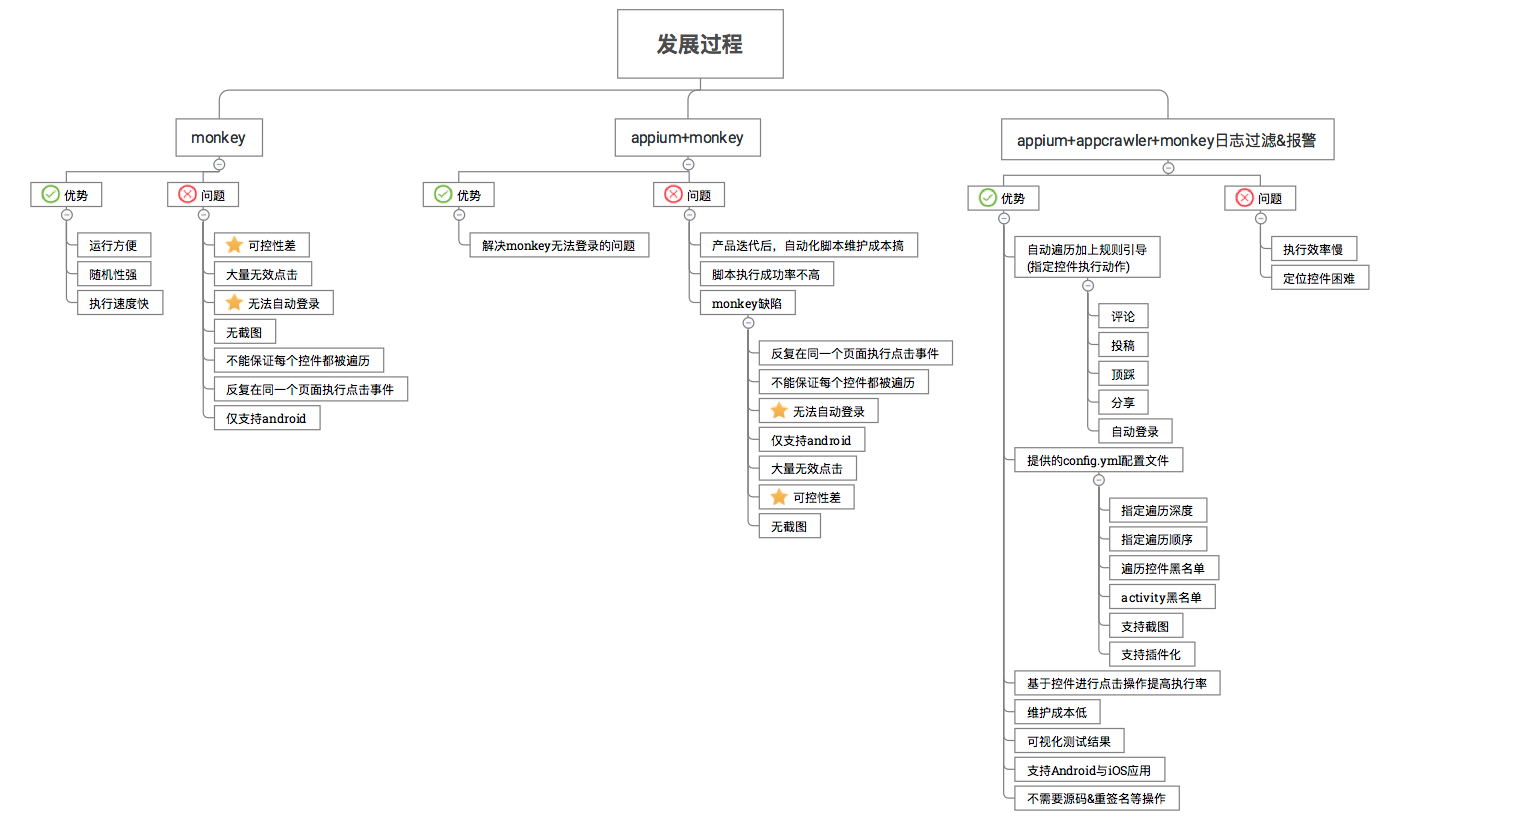 发展过程
monkey
优势
运行方便
随机性强
执行速度快
问题
可控性差
大量无效点击
无法自动登录
无截图
不能保证每个控件都被遍历
反复在同一个页面执行点击事件
仅支持android
appium+monkey
优势
解决monkey无法登录的问题
问题
产品迭代后，自动化脚本维护成本搞
脚本执行成功率不高
monkey缺陷
反复在同一个页面执行点击事件
不能保证每个控件都被遍历
无法自动登录
仅支持android
大量无效点击
可控性差
无截图
appium+appcrawler+monkey日志过滤&报警
优势
自动遍历加上规则引导
(指定控件执行动作)
评论
投稿
顶踩
分享
自动登录
提供的config.yml配置文件
指定遍历深度
指定遍历顺序
遍历控件黑名单
activity黑名单
支持截图
支持插件化
基于控件进行点击操作提高执行率
维护成本低
可视化测试结果
支持Android与iOS应用
不需要源码&重签名等操作
问题
执行效率慢
定位控件困难